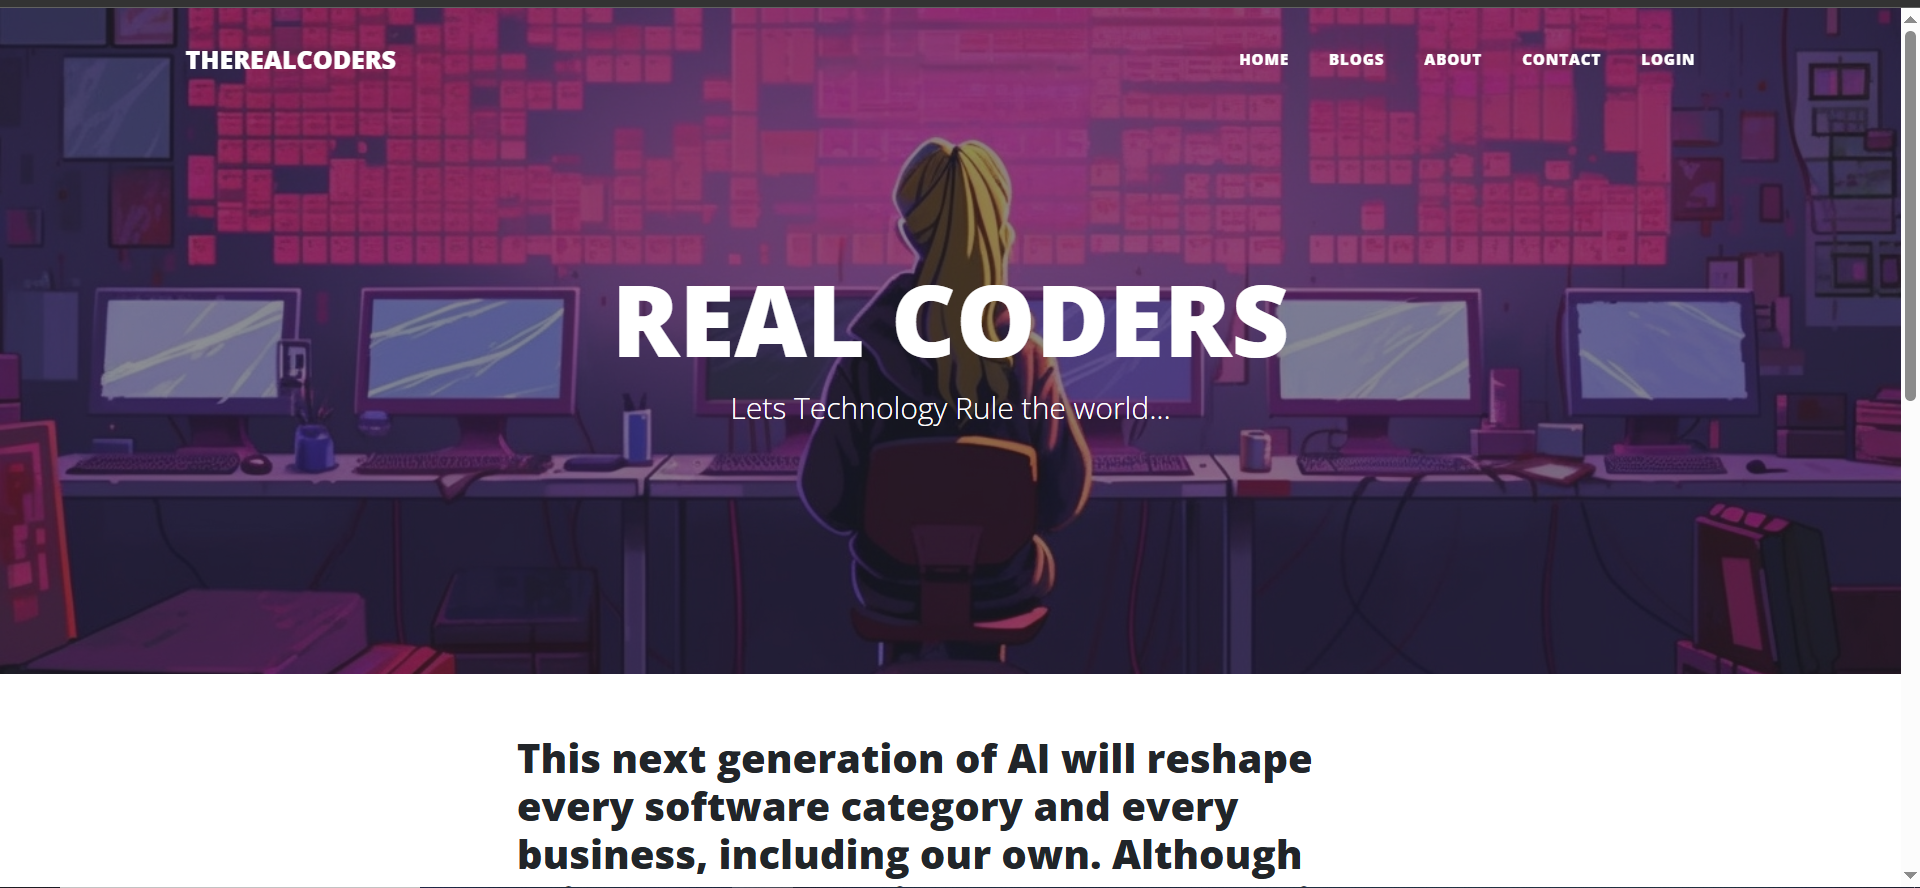 THEREALCODERS
HOME BLOGS ABOUT CONTACT LOGIN
REAL CODERS
Lets Technology Rule the world...
This next generation of AI will reshape
every software category and every
business, including our own. Although